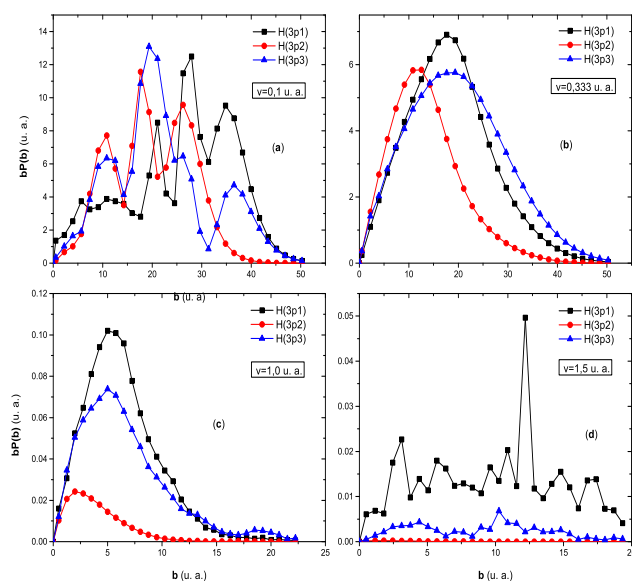 H(3p1)
H(3p2)
H(3p3)
v=0,1 u. a.
(a)
bP(b) (u. a.)
14
12
10
8
6
4
2
0
0 10 20 30 40 50
b (u. a)
H(3p1)
H(3p2)
H(3p3)
v=0,333 u. a.
(b)
6
4
2
0
0 10 20 30 40 50
H(3p1)
H(3p2)
H(3p3)
v=1,0 u. a.
(c)
bP(b) (u. a.)
0.12
0.10
0.08
0.06
0.04
0.02
0.00
0 5 10 15 20 25
b (u. a.)
H(3p1)
H(3p2)
H(3p3)
v=1,5 u. a.
(d)
0.05
0.04
0.03
0.02
0.01
0.00
0 5 10 15 2
b (u. a.)